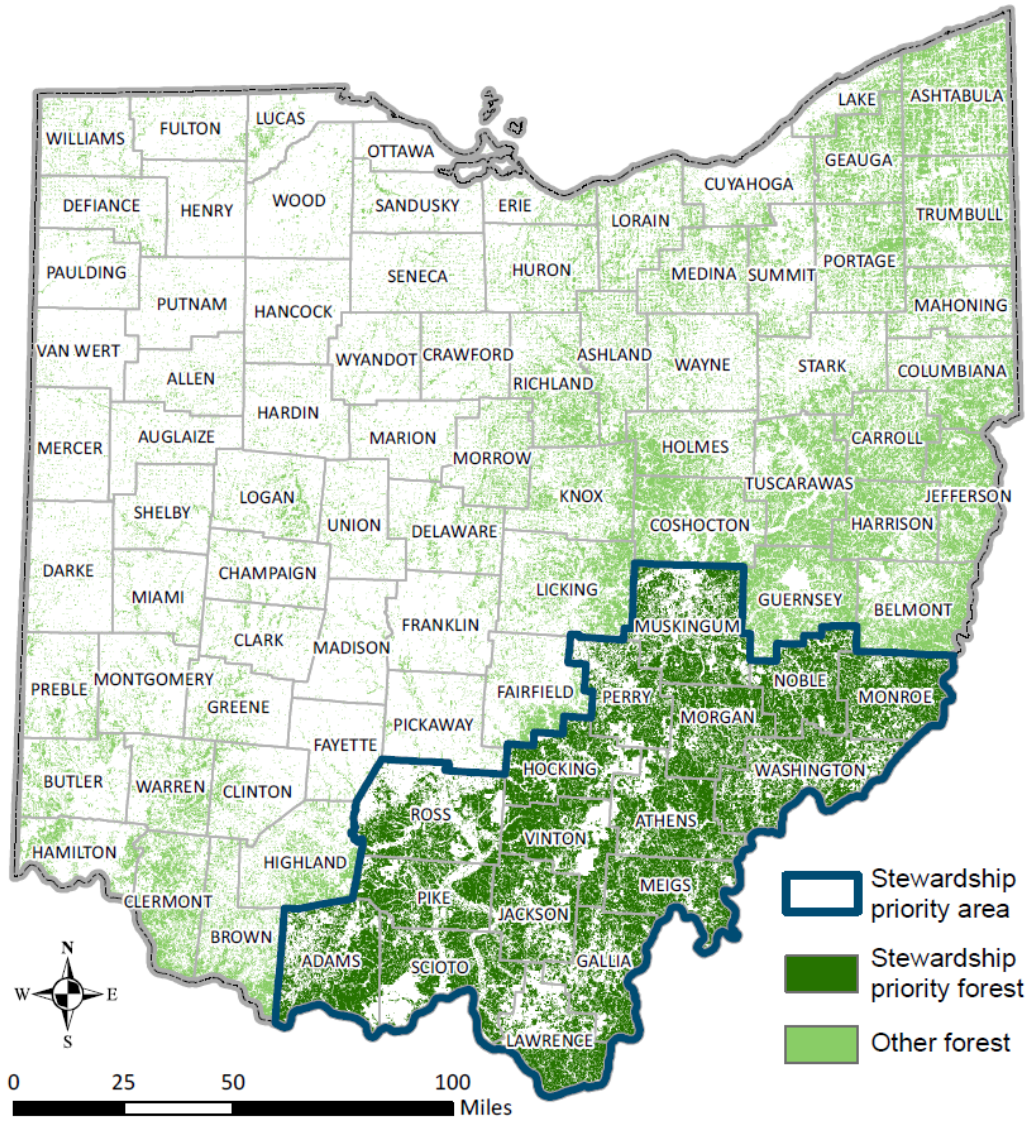 LAKE
ASHTABULA
LUCAS
FULTON
WILLIAMS
OTTAWA
GEAUGA
CUYAHOGA
WOOD
SANDUSKY
ERIE
DEFIANCE
HENRY
LORAIN
TRUMBULL
PORTAGE
HURON
PAULDING
SENECA
MEDINA
SUMMIT
PUTNAM
HANCOCK
MAHONING
VAN WERT
WYANDOT
CRAWFORD
ASHLAND
WAYNE
STARK
COLUMBIANA
ALLEN
RICHLAND
HARDIN
AUGLAIZE
MARION
CARROLL
MERCER
HOLMES
MORROW
TUSCARAWAS
LOGAN
KNOX
JEFFERSON
SHELBY
UNION
DELAWARE
COSHOCTON
HARRISON
DARKE
CHAMPAIGN
LICKING
MIAMI
GUERNSEY
BELMONT
FRANKLIN
MUSKINGUM
CLARK
MADISON
MONTGOMERY
NOBLE
PREBLE
FAIRFIELD
PERRY
MONROE
GREENE
PICKAWAY
MORGAN
FAYETTE
HOCKING
WASHINGTON
BUTLER
WARREN
CLINTON
ROSS
ATHENS
VINTON
HAMILTON
HIGHLAND
MEIGS
CLERMONT
PIKE
JACKSON
BROWN
ADAMS
SCIOTO
GALLIA
LAWRENCE
Stewardship
priority area
Stewardship
priority forest
Other forest
N
W
E
S
0 25 50 100
Miles